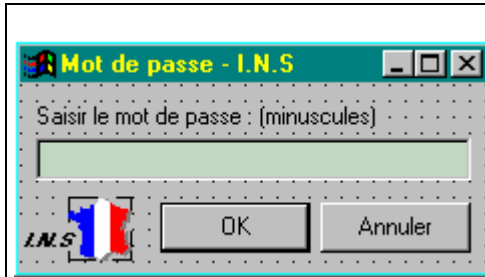 Mot de passe - I.N.S
Saisir le mot de passe : (minuscules)
I.N.S
OK
Annuler